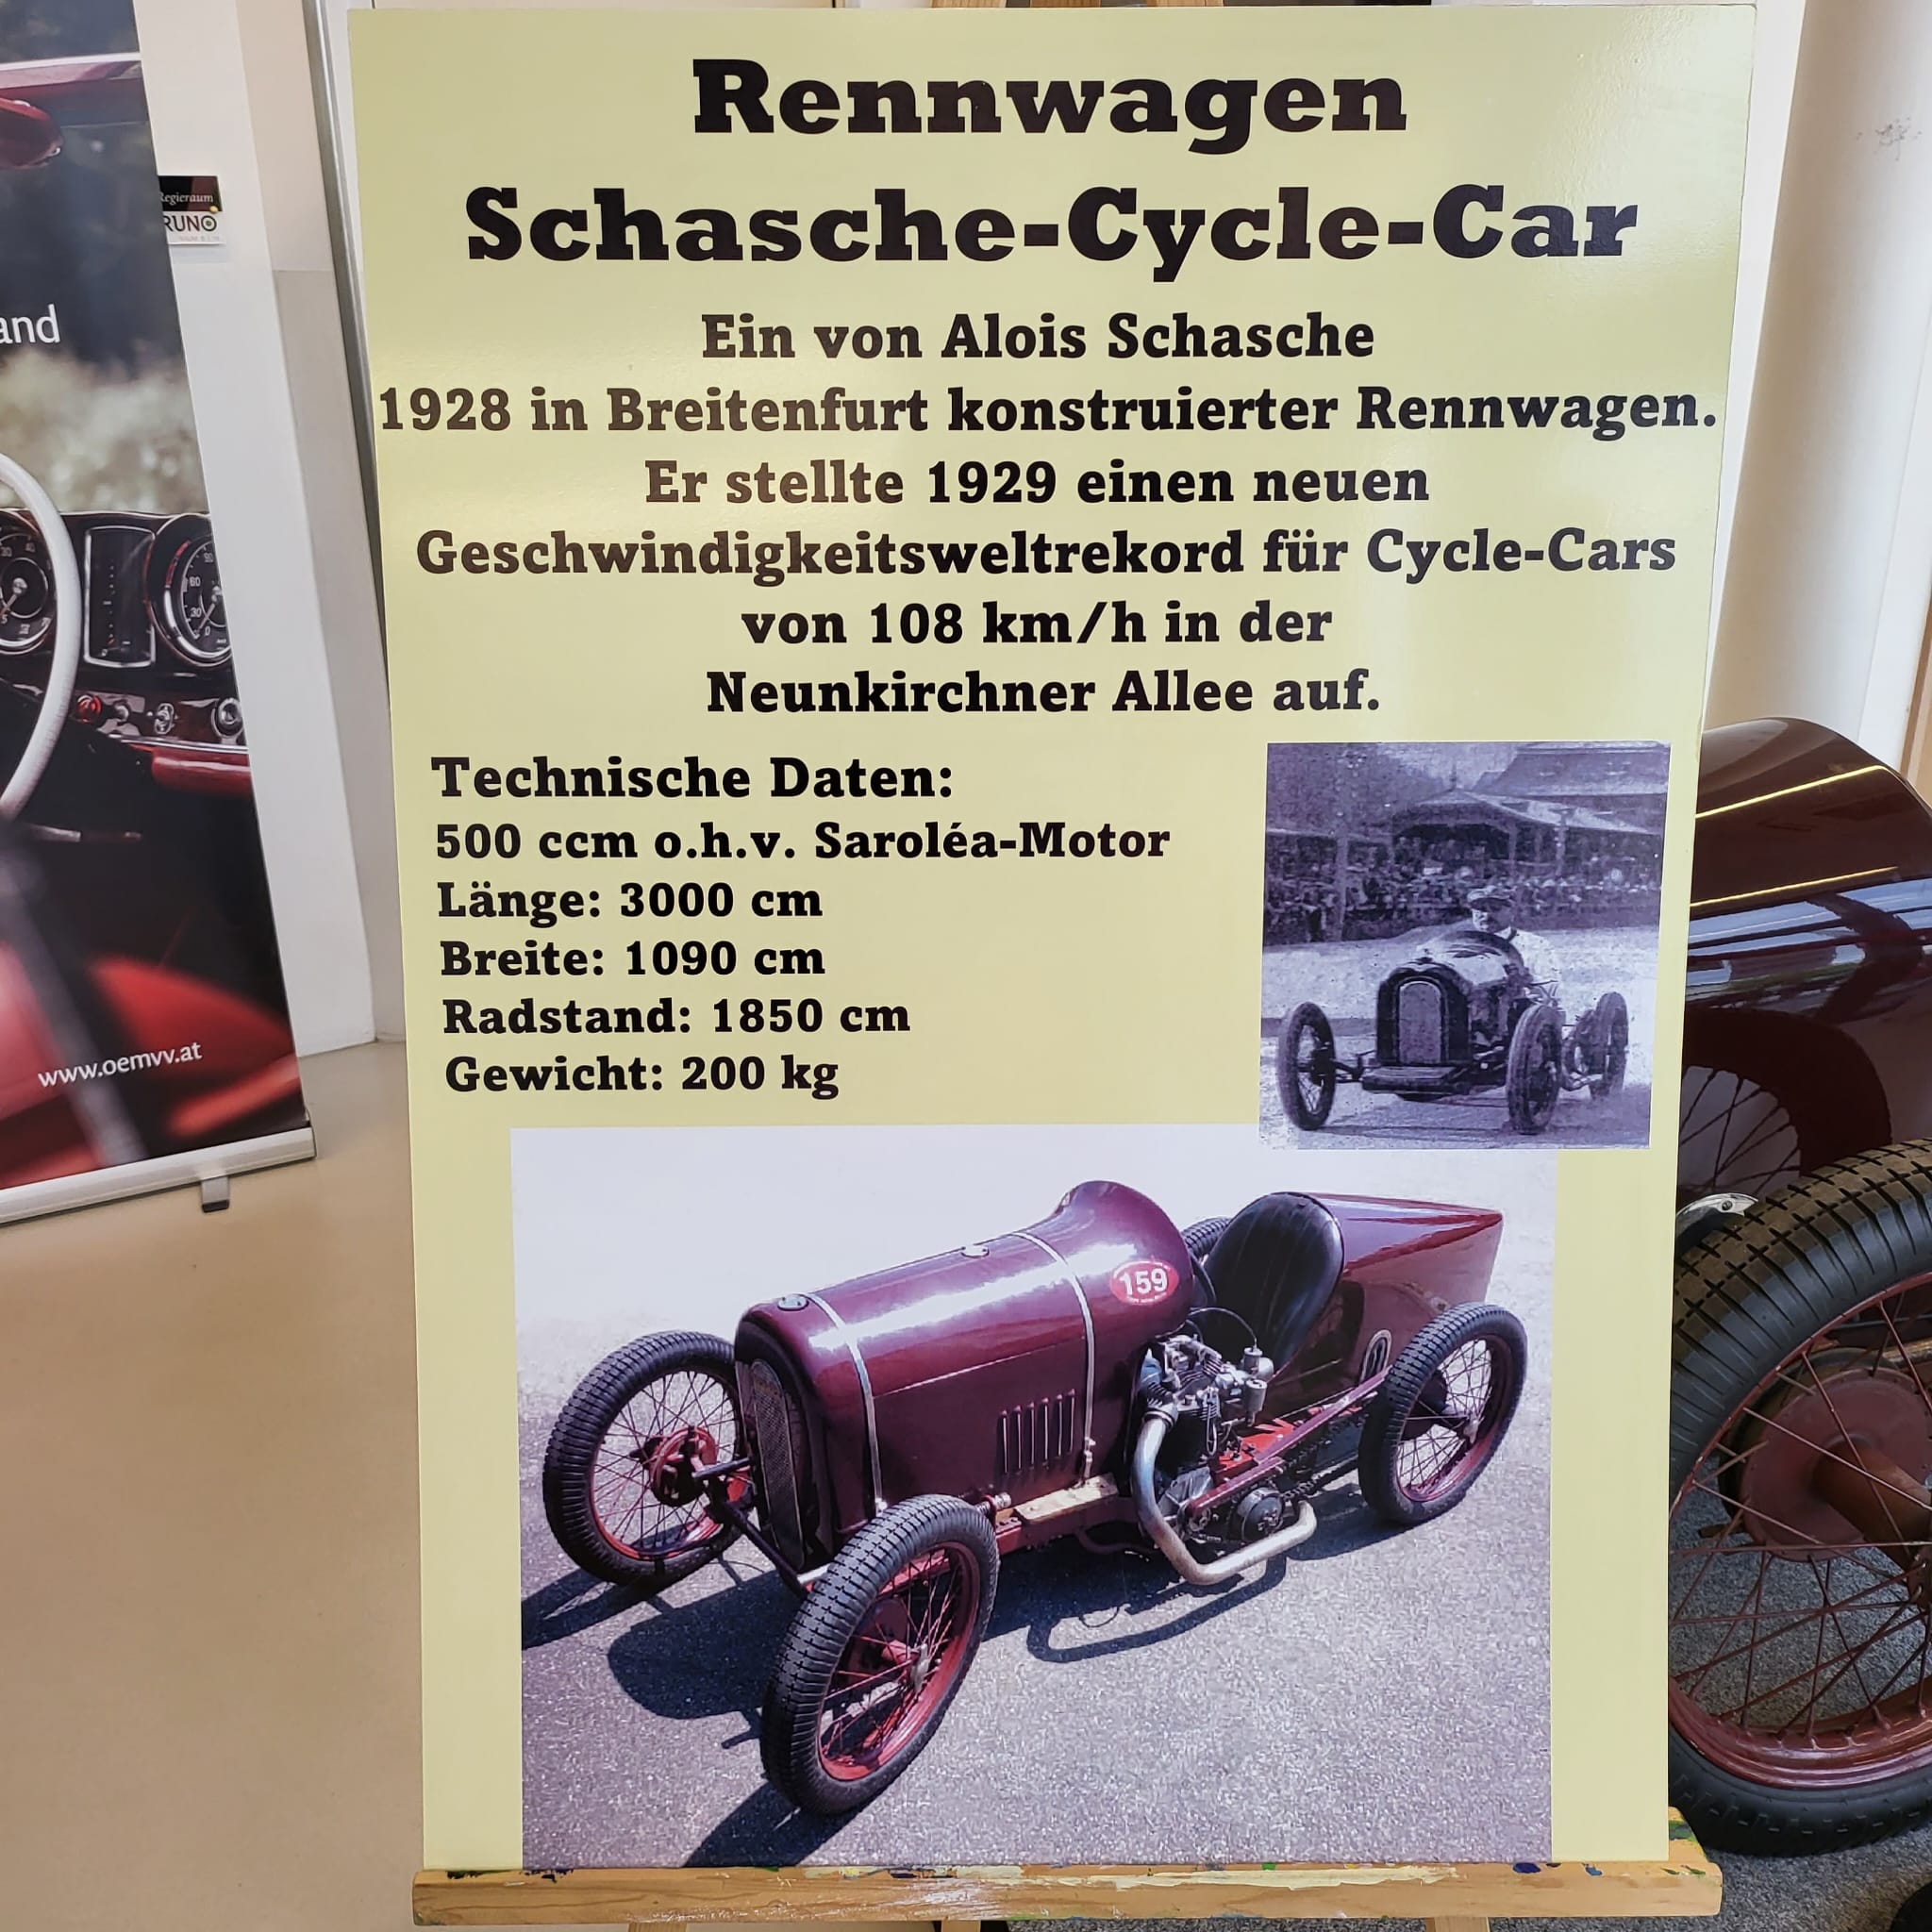 Rennwagen
Schasche-Cycle-Car
Ein von Alois Schasche
1928 in Breitenfurt konstruierter Rennwagen.
Er stellte 1929 einen neuen
Geschwindigkeitsweltrekord für Cycle-Cars
von 108 km/h in der
Neunkirchner Allee auf.
Technische Daten:
500 ccm o.h.v. Saroléa-Motor
Länge: 3000 cm
Breite: 1090 cm
Radstand: 1850 cm
Gewicht: 200 kg
159
Regieraum
RUNO
and
www.oemvv.at